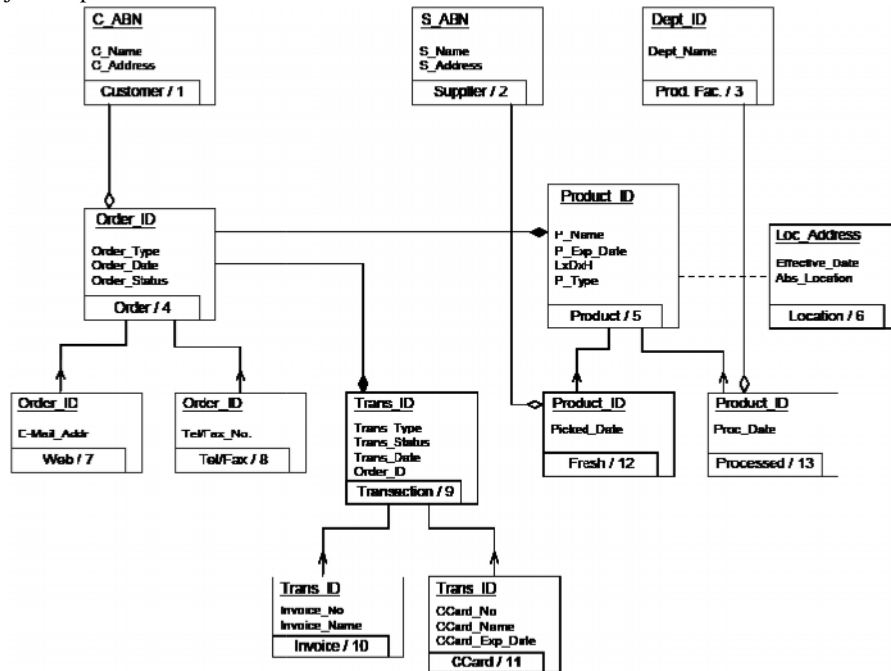 C_ABN
C_Name
C_Address
Customer / 1
S_ABN
S_Name
S_Address
Supplier / 2
Dept_ID
Dept_Name
Prod. Fac. / 3
Order_ID
Order_Type
Order_Date
Order_Status
Order / 4
Product_ID
P_Name
P_Exp_Date
LxDxH
P_Type
Product / 5
Loc_Address
Effective_Date
Abs_Location
Location / 6
Order_ID
E-Mail_Addr
Web / 7
Order_ID
Tel/Fax_No.
Tel/Fax / 8
Trans_ID
Trans_Type
Trans_Status
Trans_Date
Order_ID
Transaction / 9
Product_ID
Picked_Date
Fresh / 12
Product_ID
Proc_Date
Processed / 13
Trans_ID
Invoice_No
Invoice_Name
Invoice / 10
Trans_ID
CCard_No
CCard_Name
CCard_Exp_Date
CCard / 11